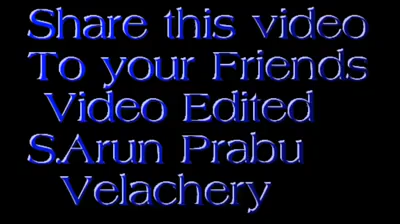 Share this video
To your Friends
Video Edited
S.Arun Prabu
Velachery